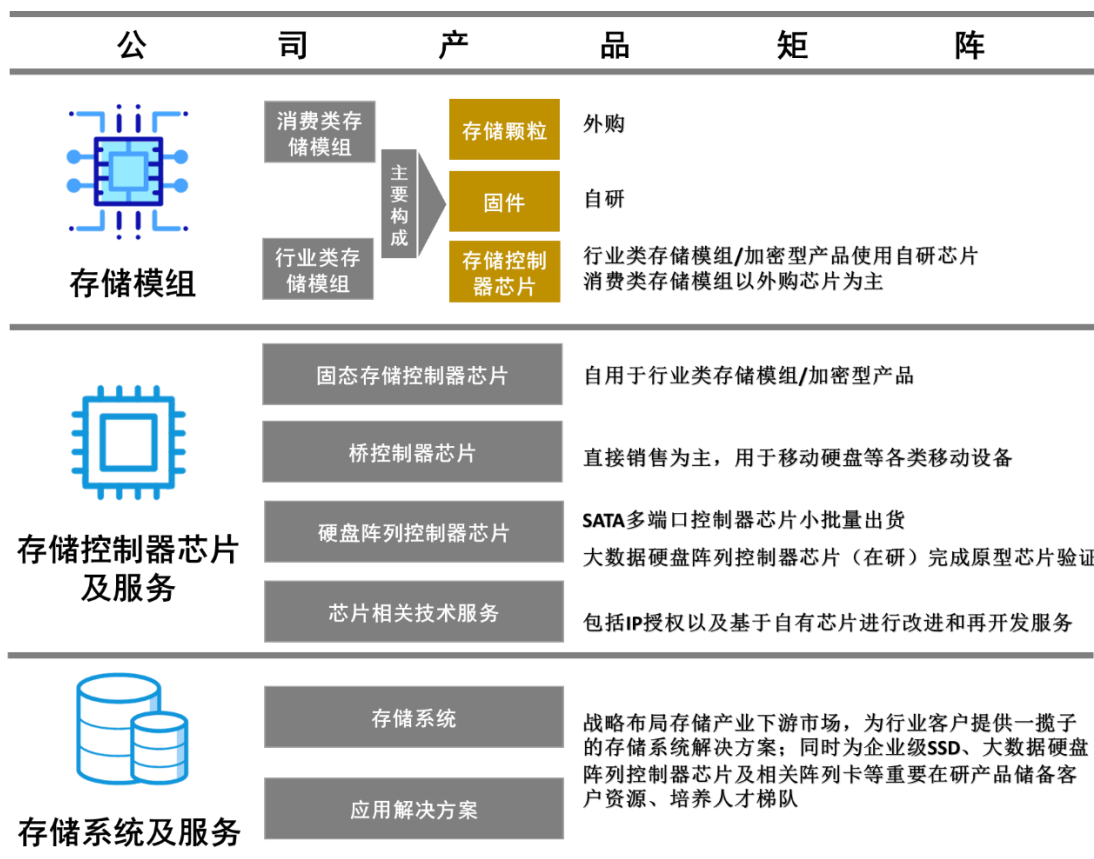 公司产品矩阵
消费类存
储模组
行业类存
储模组
主要构成
存储颗粒
外购
固件
自研
存储控制
器芯片
行业类存储模组/加密型产品使用自研芯片
消费类存储模组以外购芯片为主
存储模组
固态存储控制器芯片
自用于行业类存储模组/加密型产品
桥控制器芯片
直接销售为主，用于移动硬盘等各类移动设备
硬盘阵列控制器芯片
SATA多端口控制器芯片小批量出货
大数据硬盘阵列控制器芯片（在研）完成原型芯片验证
芯片相关技术服务
包括IP授权以及基于自有芯片进行改进和再开发服务
存储控制器芯片
及服务
存储系统
应用解决方案
战略布局存储产业下游市场，为行业客户提供一揽子
的存储系统解决方案；同时为企业级SSD、大数据硬盘
阵列控制器芯片及相关阵列卡等重要在研产品储备客
户资源、培养人才梯队
存储系统及服务